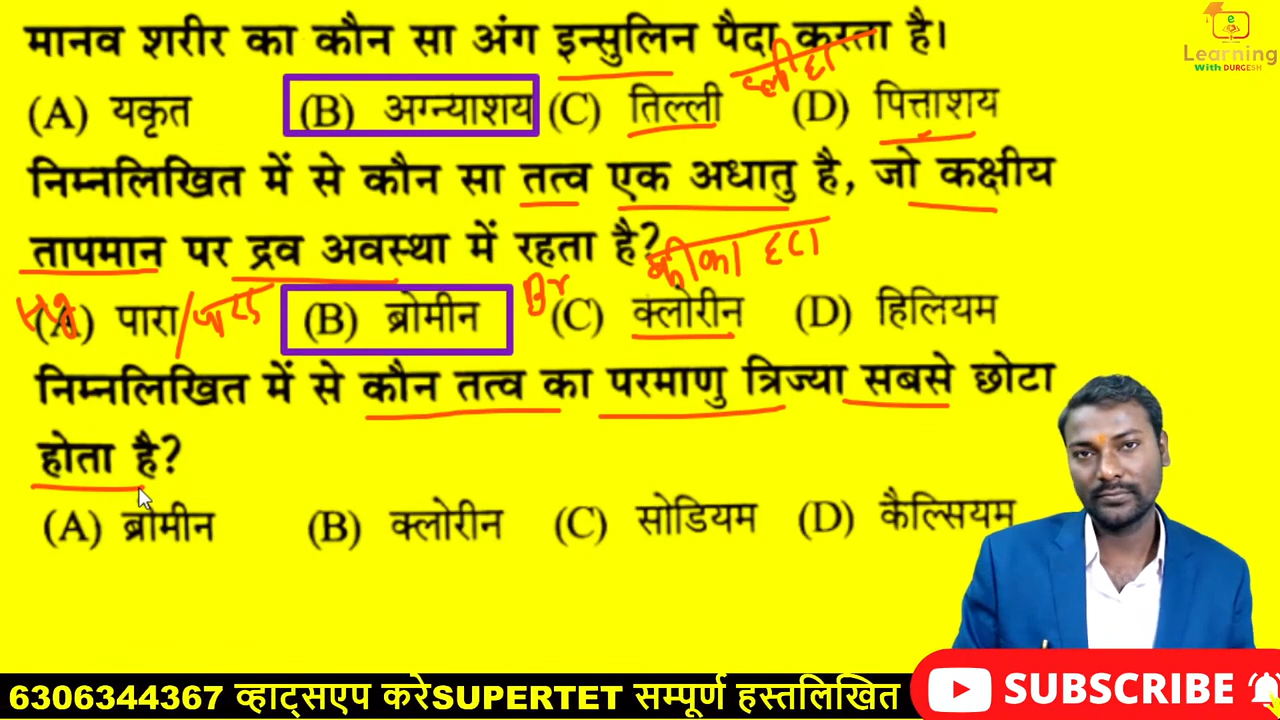 मानव शरीर का कौन सा अंग इन्सुलिन पैदा करता है।
(A) यकृत (B) अग्न्याशय (C) तिल्ली (D) पित्ताशय
निम्नलिखित में से कौन सा तत्व एक अधातु है, जो कक्षीय
तापमान पर द्रव अवस्था में रहता है?
(A) पारा (B) ब्रोमीन Br (C) क्लोरीन (D) हिलियम
निम्नलिखित में से कौन तत्व का परमाणु त्रिज्या सबसे छोटा
होता है?
(A) ब्रोमीन (B) क्लोरीन (C) सोडियम (D) कैल्सियम
e
Learning
With DURGESH
6306344367 व्हाट्सएप करेSUPERTET सम्पूर्ण हस्तलिखित
SUBSCRIBE